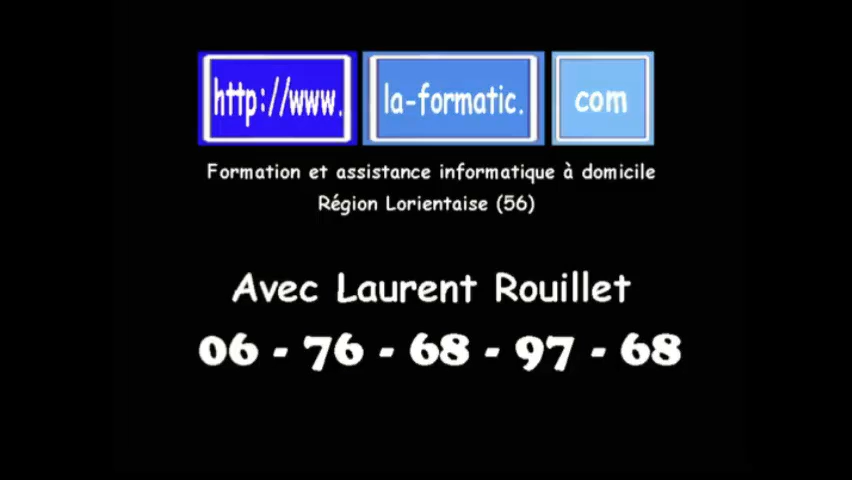 http://www. la-formatic. com
Formation et assistance informatique à domicile
Région Lorientaise (56)
Avec Laurent Rouillet
06 - 76 - 68 - 97 - 68